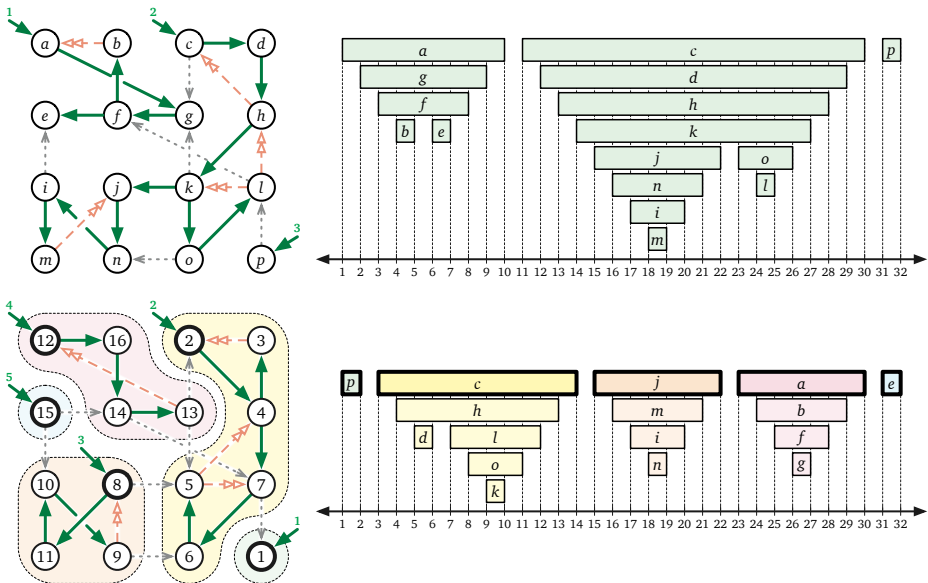 1 2
a b c d
e f g h
i j k l
3
m n o p
a c p
g d
f h
b e k
j o
n l
i
m
1 2 3 4 5 6 7 8 9 10 11 12 13 14 15 16 17 18 19 20 21 22 23 24 25 26 27 28 29 30 31 32
4 2
12 16 2 3
5
15 14 13 4
3
10 8 5 7
1
11 9 6 1
p c j a e
h m b
d l i f
o n g
k
1 2 3 4 5 6 7 8 9 10 11 12 13 14 15 16 17 18 19 20 21 22 23 24 25 26 27 28 29 30 31 32